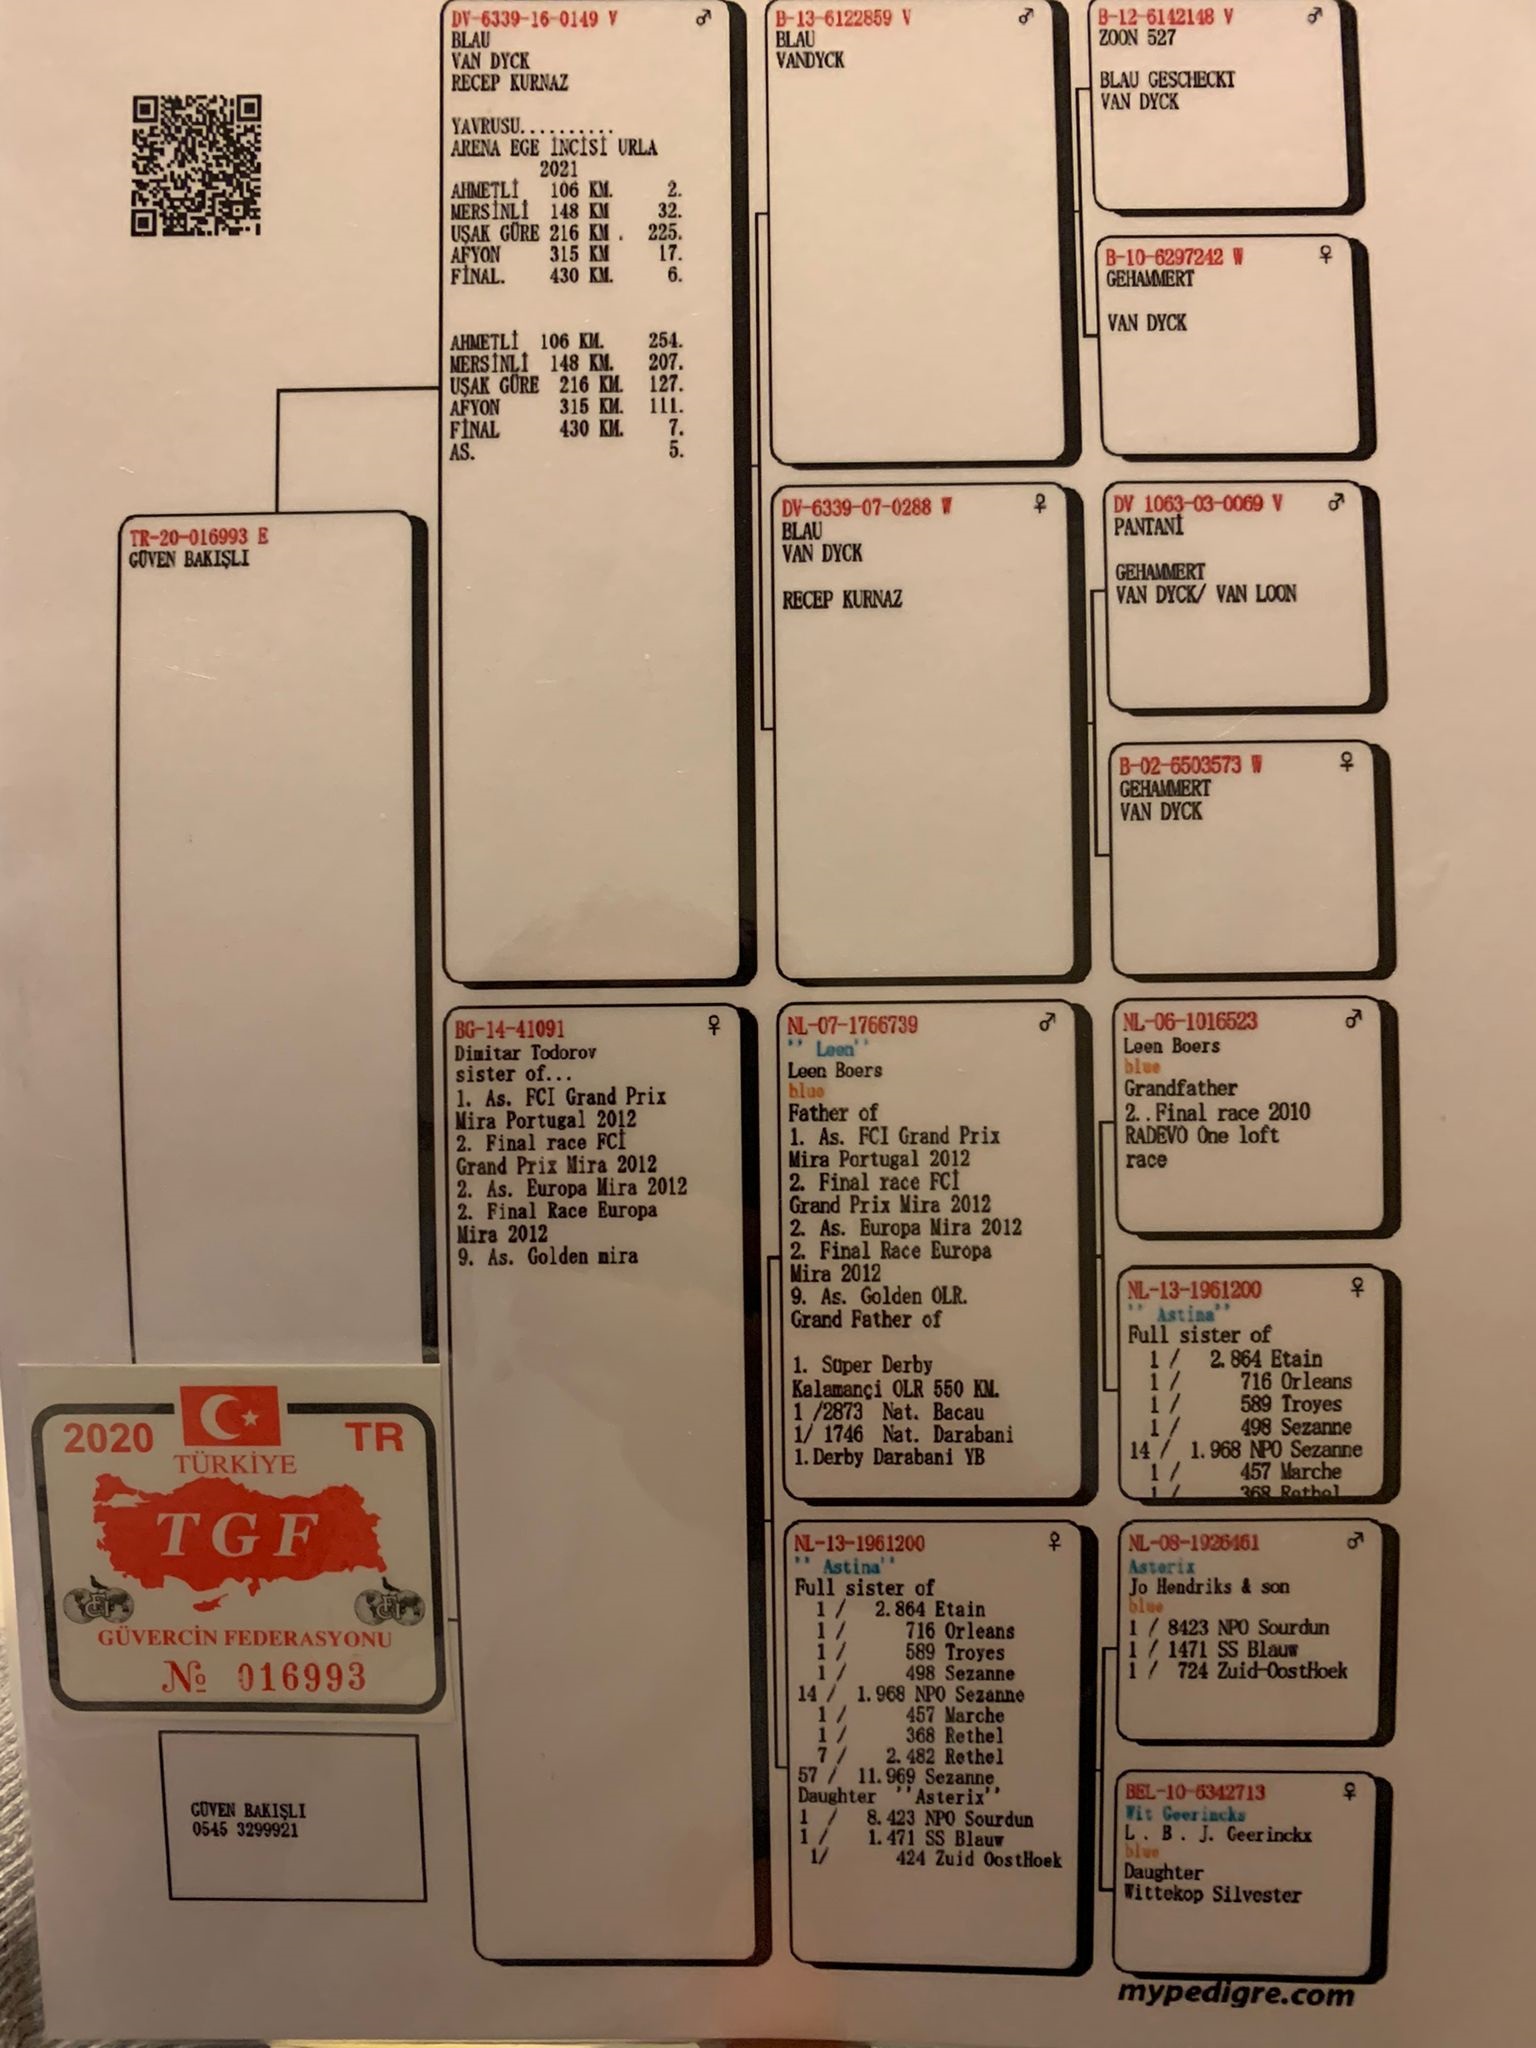 DV-6339-16-0149 V ♂
BLAU
VAN DYCK
RECEP KURNAZ
YAVRUSU..........
ARENA EGE İNCİSİ URLA
2021
AHMETLİ 106 KM. 2.
MERSİNLİ 148 KM 32.
UŞAK GÜRE 216 KM . 225.
AFYON 315 KM 17.
FİNAL. 430 KM. 6.
AHMETLİ 106 KM. 254.
MERSİNLİ 148 KM. 207.
UŞAK GÜRE 216 KM. 127.
AFYON 315 KM. 111.
FİNAL 430 KM. 7.
AS. 5.
B-13-6122859 V ♂
BLAU
VANDYCK
B-12-6142148 V ♂
ZOON 527
BLAU GESCHECKT
VAN DYCK
B-10-6297242 W ♀
GEHAMMERT
VAN DYCK
TR-20-016993 E
GÜVEN BAKIŞLI
DV-6339-07-0288 W ♀
BLAU
VAN DYCK
RECEP KURNAZ
DV 1063-03-0069 V ♂
PANTANİ
GEHAMMERT
VAN DYCK/ VAN LOON
B-02-6503573 W ♀
GEHAMMERT
VAN DYCK
BG-14-41091 ♀
Dimitar Todorov
sister of...
1. As. FCI Grand Prix
Mira Portugal 2012
2. Final race FCİ
Grand Prix Mira 2012
2. As. Europa Mira 2012
2. Final Race Europa
Mira 2012
9. As. Golden mira
NL-07-1766739 ♂
'' Leen''
Leen Boers
blue
Father of
1. As. FCI Grand Prix
Mira Portugal 2012
2. Final race FCİ
Grand Prix Mira 2012
2. As. Europa Mira 2012
2. Final Race Europa
Mira 2012
9. As. Golden OLR.
Grand Father of
1. Süper Derby
Kalamançi OLR 550 KM.
1 /2873 Nat. Bacau
1/ 1746 Nat. Darabani
1. Derby Darabani YB
NL-06-1016523 ♂
Leen Boers
blue
Grandfather
2.. Final race 2010
RADEVO One loft
race
NL-13-1961200 ♀
'' Astina''
Full sister of
1 / 2.864 Etain
1 / 716 Orleans
1 / 589 Troyes
1 / 498 Sezanne
14 / 1.968 NPO Sezanne
1 / 457 Marche
1 / 368 Rethel
NL-13-1961200 ♀
'' Astina''
Full sister of
1 / 2.864 Etain
1 / 716 Orleans
1 / 589 Troyes
1 / 498 Sezanne
14 / 1.968 NPO Sezanne
1 / 457 Marche
1 / 368 Rethel
7 / 2.482 Rethel
57 / 11.969 Sezanne
Daughter ''Asterix''
1 / 8.423 NPO Sourdun
1 / 1.471 SS Blauw
1/ 424 Zuid OostHoek
NL-08-1926461 ♂
Asterix
Jo Hendriks & son
blue
1 / 8423 NPO Sourdun
1 / 1471 SS Blauw
1 / 724 Zuid-OostHoek
BEL-10-6342713 ♀
Wit Geerincks
L . B . J. Geerinckx
blue
Daughter
Wittekop Silvester
2020 TR
TÜRKİYE
TGF
GÜVERCİN FEDERASYONU
№ 016993
GÜVEN BAKIŞLI
0545 3299921
mypedigre.com